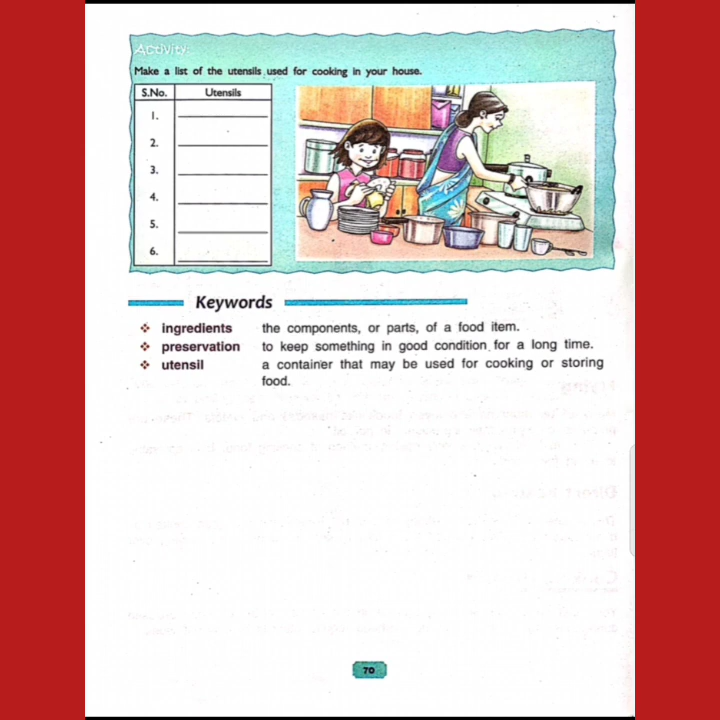 Activity
Make a list of the utensils used for cooking in your house.
S.No. Utensils
1.
2.
3.
4.
5.
6.
Keywords
❖ ingredients the components, or parts, of a food item.
❖ preservation to keep something in good condition for a long time.
❖ utensil a container that may be used for cooking or storing
food.
70